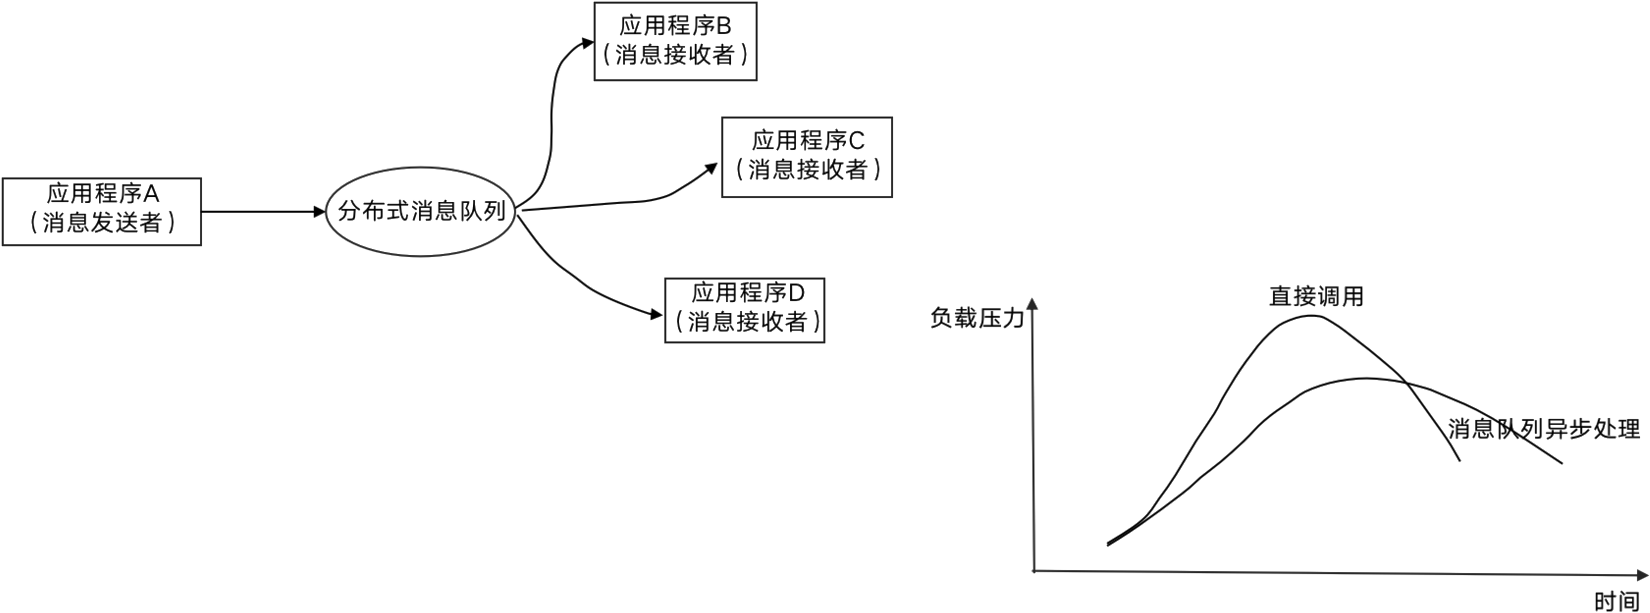 应用程序B
（消息接收者）
应用程序C
（消息接收者）
应用程序A
（消息发送者）
分布式消息队列
应用程序D
（消息接收者）
直接调用
负载压力
消息队列异步处理
时间